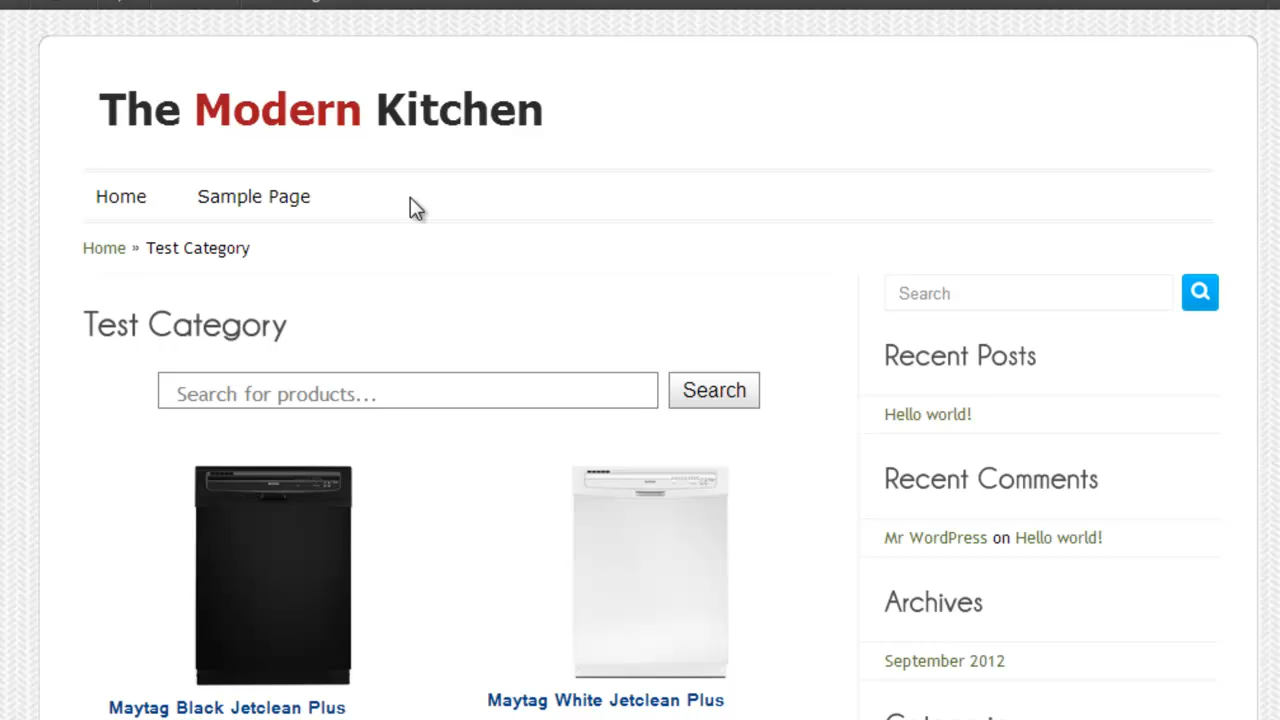 The Modern Kitchen
Home Sample Page
Home » Test Category
Search
Test Category
Recent Posts
Search for products... Search
Hello world!
Recent Comments
Mr WordPress on Hello world!
Archives
September 2012
Maytag Black Jetclean Plus
Maytag White Jetclean Plus